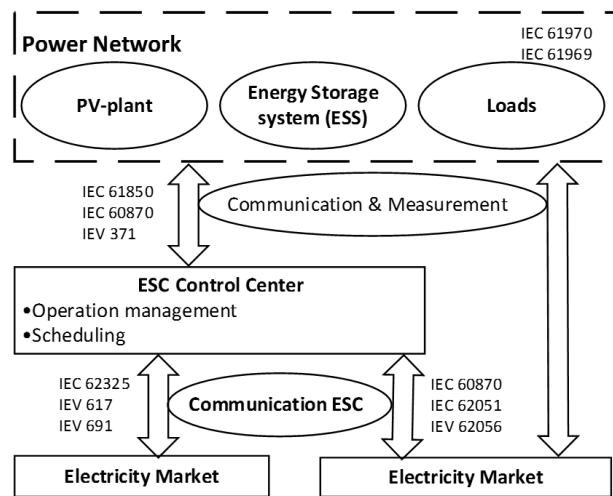 Power Network
IEC 61970
IEC 61969
PV-plant
Energy Storage
system (ESS)
Loads
IEC 61850
IEC 60870
IEV 371
Communication & Measurement
ESC Control Center
•Operation management
•Scheduling
IEC 62325
IEV 617
IEV 691
Communication ESC
IEC 60870
IEC 62051
IEV 62056
Electricity Market
Electricity Market